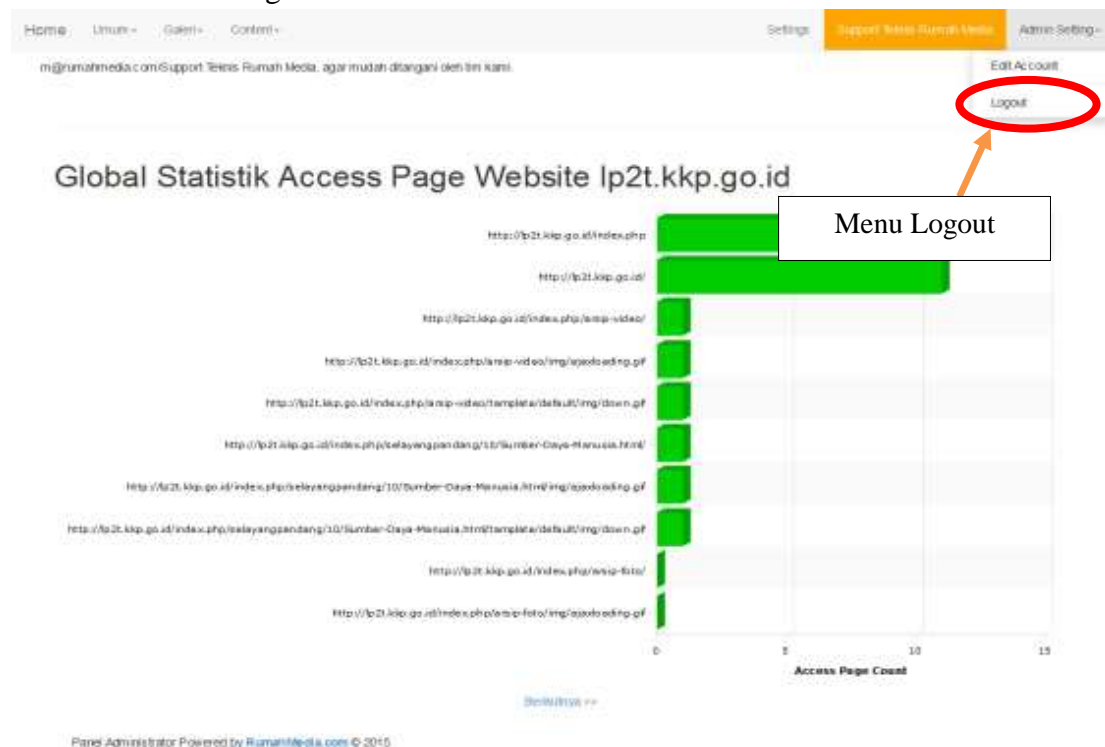 Home Umum Galeri Content Settings Support Teknis Rumah Media Admin Setting
m@rumahmedia.com/Support Teknis Rumah Media, agar mudah ditangani oleh tim kami.
Edit Account
Logout
Global Statistik Access Page Website lp2t.kkp.go.id
Menu Logout
http://lp2t.kkp.go.id/index.php
http://lp2t.kkp.go.id/
http://lp2t.kkp.go.id/index.php/arsip-video/
http://lp2t.kkp.go.id/index.php/arsip-video/img/ajaxloading.gif
http://lp2t.kkp.go.id/index.php/arsip-video/template/default/img/down.gif
http://lp2t.kkp.go.id/index.php/selayangpandang/10/Sumber-Daya-Manusia.html/
http://lp2t.kkp.go.id/index.php/selayangpandang/10/Sumber-Daya-Manusia.html/img/ajaxloading.gif
http://lp2t.kkp.go.id/index.php/selayangpandang/10/Sumber-Daya-Manusia.html/template/default/img/down.gif
http://lp2t.kkp.go.id/index.php/arsip-foto/
http://lp2t.kkp.go.id/index.php/arsip-foto/img/ajaxloading.gif
0 5 10 15
Access Page Count
Berikutnya >>
Panel Administrator Powered by RumahMedia.com © 2015